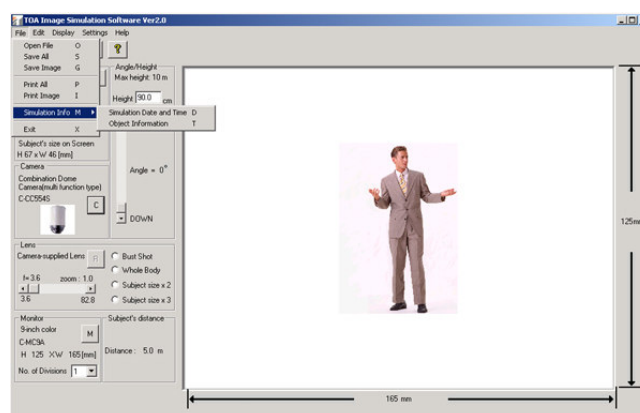 TOA Image Simulation Software Ver2.0
File Edit Display Settings Help
Open File O
Save All S
Save Image G
Print All P
Print Image I
Simulation Info M
Exit X
Simulation Date and Time D
Object Information T
?
Angle/Height
Max height: 10 m
Height 90.0 cm
Subject's size on Screen
H 67 x W 46 [mm]
Angle = 0°
DOWN
Camera
Combination Dome
Camera(multi function type)
C-CC554S
C
Lens
Camera-supplied Lens
f=3.6 zoom : 1.0
3.6 82.8
Bust Shot
Whole Body
Subject size x 2
Subject size x 3
Monitor
9-inch color
M
C-MC9A
H 125 XW 165[mm]
No. of Divisions 1
Subject's distance
Distance : 5.0 m
125mm
165 mm